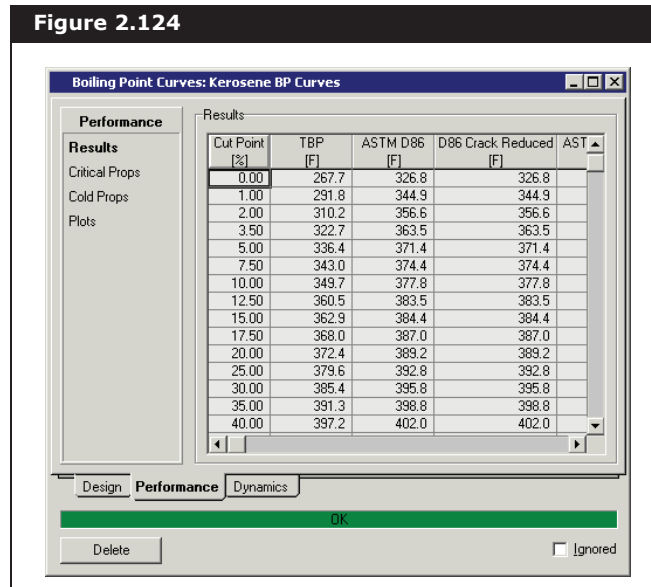 Figure 2.124
Boiling Point Curves: Kerosene BP Curves
Performance
Results
Critical Props
Cold Props
Plots
Results
Cut Point TBP ASTM D86 D86 Crack Reduced AST
[%] [F] [F] [F]
0.00 267.7 326.8 326.8
1.00 291.8 344.9 344.9
2.00 310.2 356.6 356.6
3.50 322.7 363.5 363.5
5.00 336.4 371.4 371.4
7.50 343.0 374.4 374.4
10.00 349.7 377.8 377.8
12.50 360.5 383.5 383.5
15.00 362.9 384.4 384.4
17.50 368.0 387.0 387.0
20.00 372.4 389.2 389.2
25.00 379.6 392.8 392.8
30.00 385.4 395.8 395.8
35.00 391.3 398.8 398.8
40.00 397.2 402.0 402.0
Design Performance Dynamics
OK
Delete Ignored